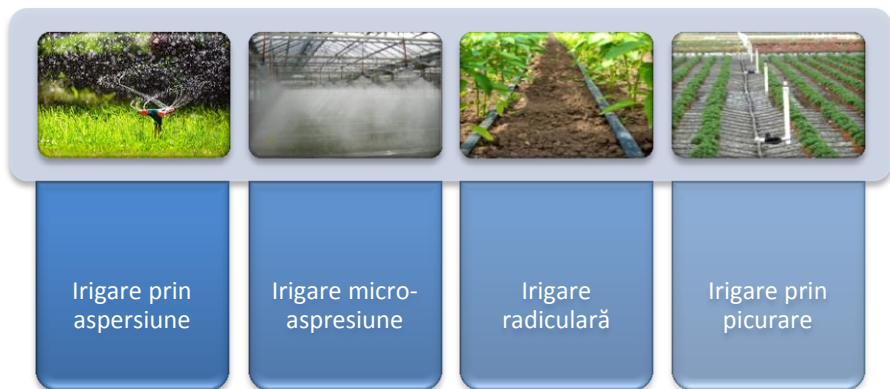 Irigare prin
aspersiune
Irigare micro-
aspresiune
Irigare
radiculară
Irigare prin
picurare